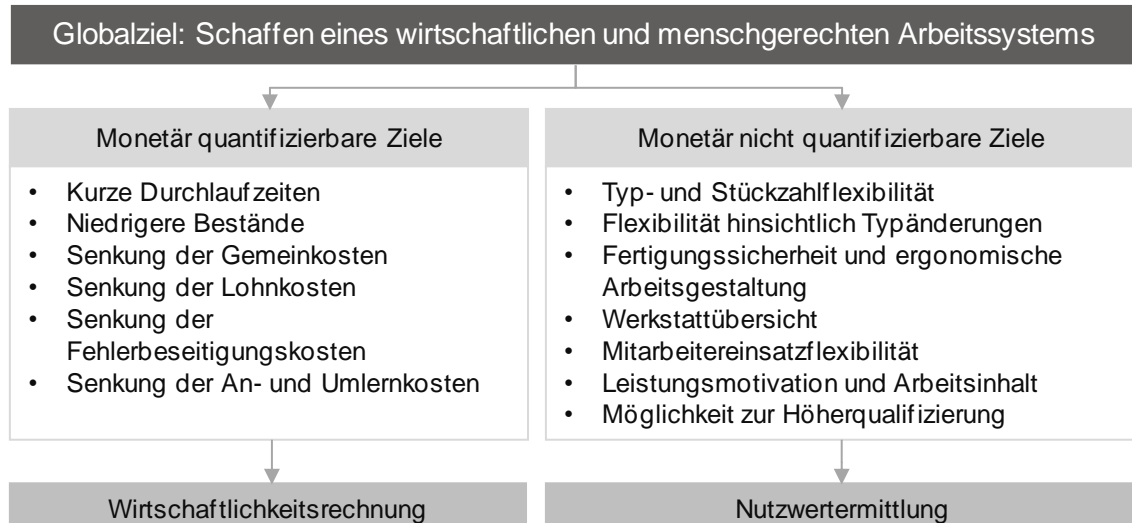 Globalziel: Schaffen eines wirtschaftlichen und menschgerechten Arbeitssystems
Monetär quantifizierbare Ziele
• Kurze Durchlaufzeiten
• Niedrigere Bestände
• Senkung der Gemeinkosten
• Senkung der Lohnkosten
• Senkung der
Fehlerbeseitigungskosten
• Senkung der An- und Umlernkosten
Wirtschaftlichkeitsrechnung
Monetär nicht quantifizierbare Ziele
• Typ- und Stückzahlflexibilität
• Flexibilität hinsichtlich Typänderungen
• Fertigungssicherheit und ergonomische
Arbeitsgestaltung
• Werkstattübersicht
• Mitarbeitereinsatzflexibilität
• Leistungsmotivation und Arbeitsinhalt
• Möglichkeit zur Höherqualifizierung
Nutzwertermittlung